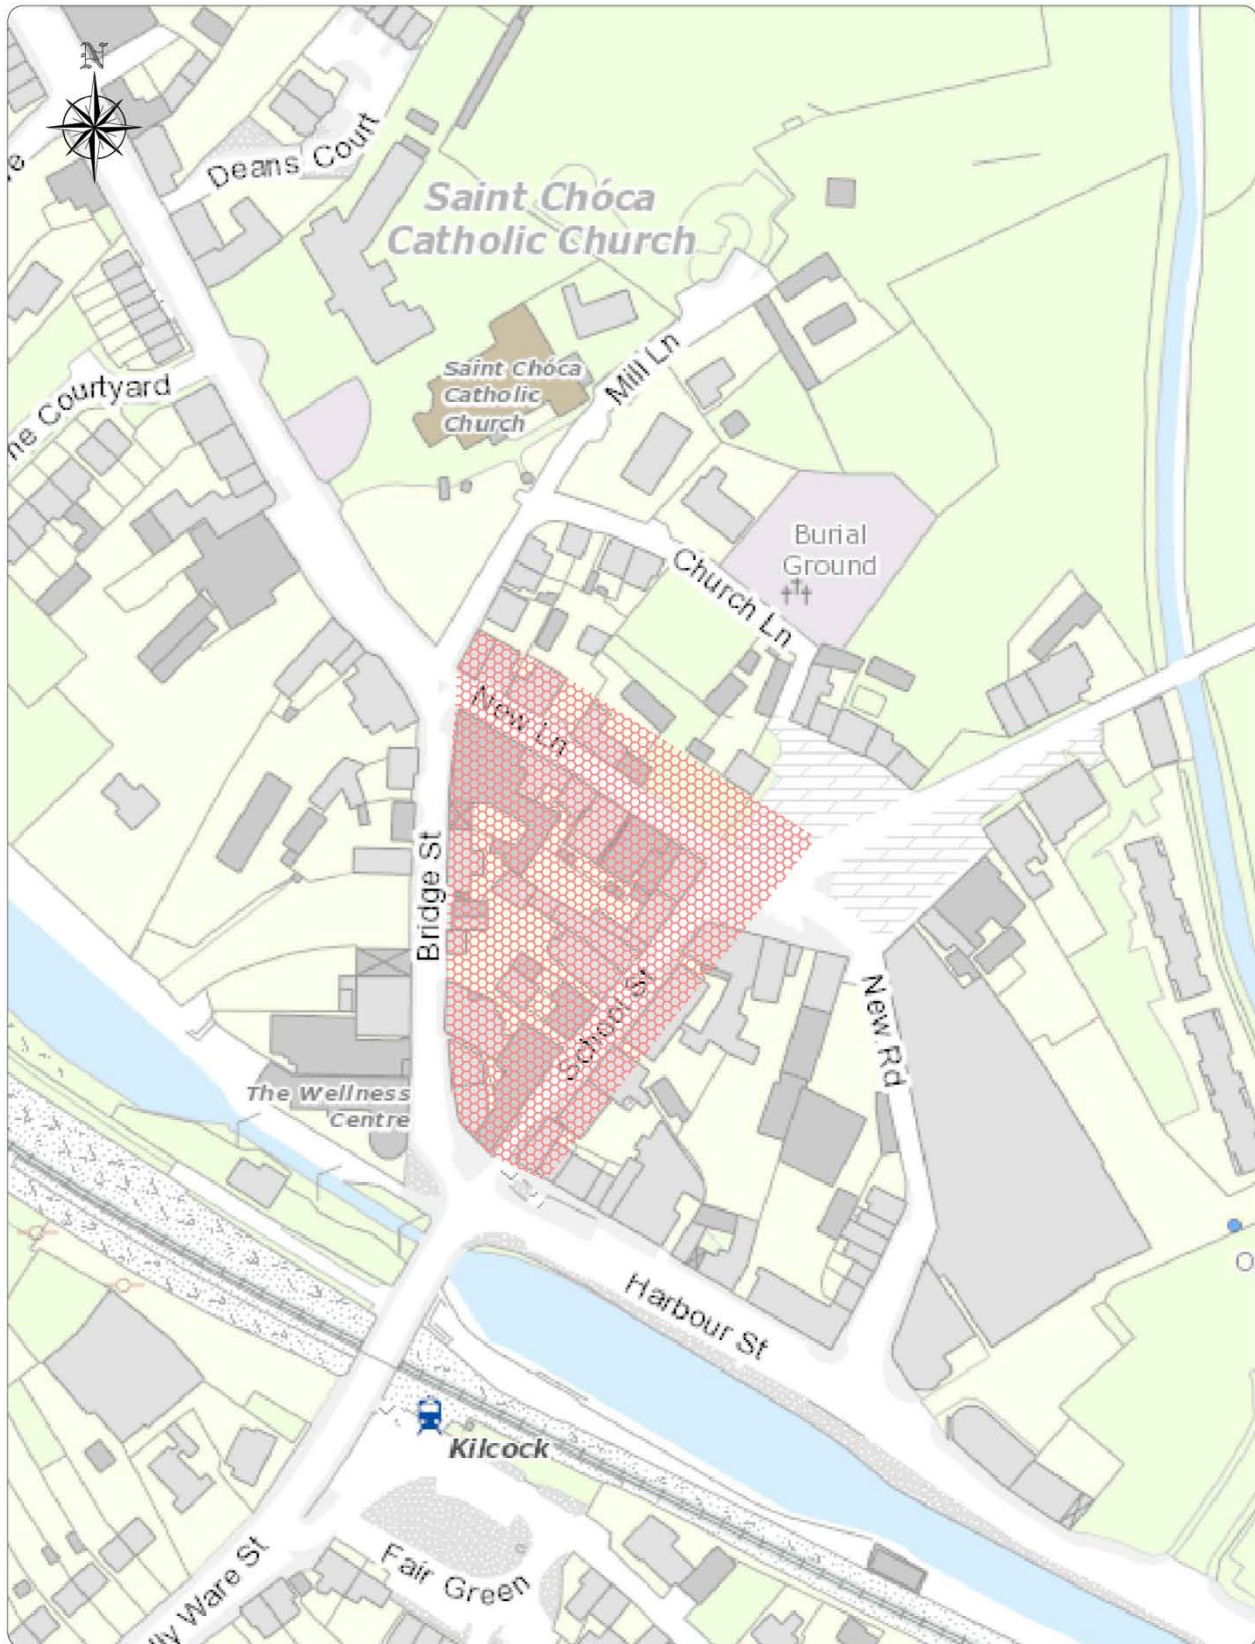 N
Deans Court
Saint Chóca
Catholic Church
Mill Ln
Saint Chóca
Catholic
Church
Courtyard
Burial
Ground
Church Ln
New Ln
Bridge St
School St
New Rd
The Wellness
Centre
Harbour St
Kilcock
Fair Green
Ware St